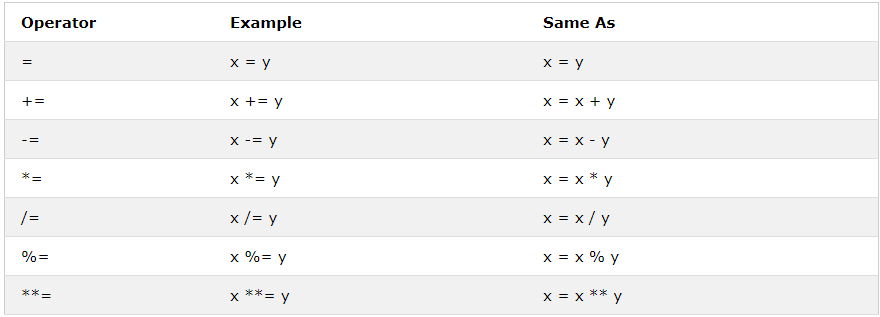 Operator Example Same As
= x = y x = y
+= x += y x = x + y
-= x -= y x = x - y
*= x *= y x = x * y
/= x /= y x = x / y
%= x %= y x = x % y
**= x **= y x = x ** y